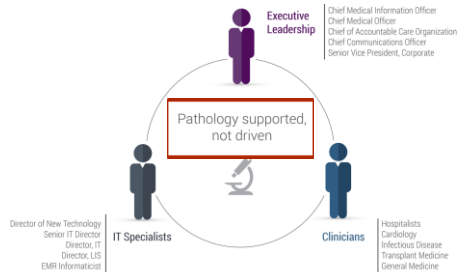 Executive
Leadership
Chief Medical Information Officer
Chief Medical Officer
Chief of Accountable Care Organization
Chief Communications Officer
Senior Vice President, Corporate
Pathology supported,
not driven
Director of New Technology
Senior IT Director
Director, IT
Director, LIS
EMR Informaticist
IT Specialists
Clinicians
Hospitalists
Cardiology
Infectious Disease
Transplant Medicine
General Medicine